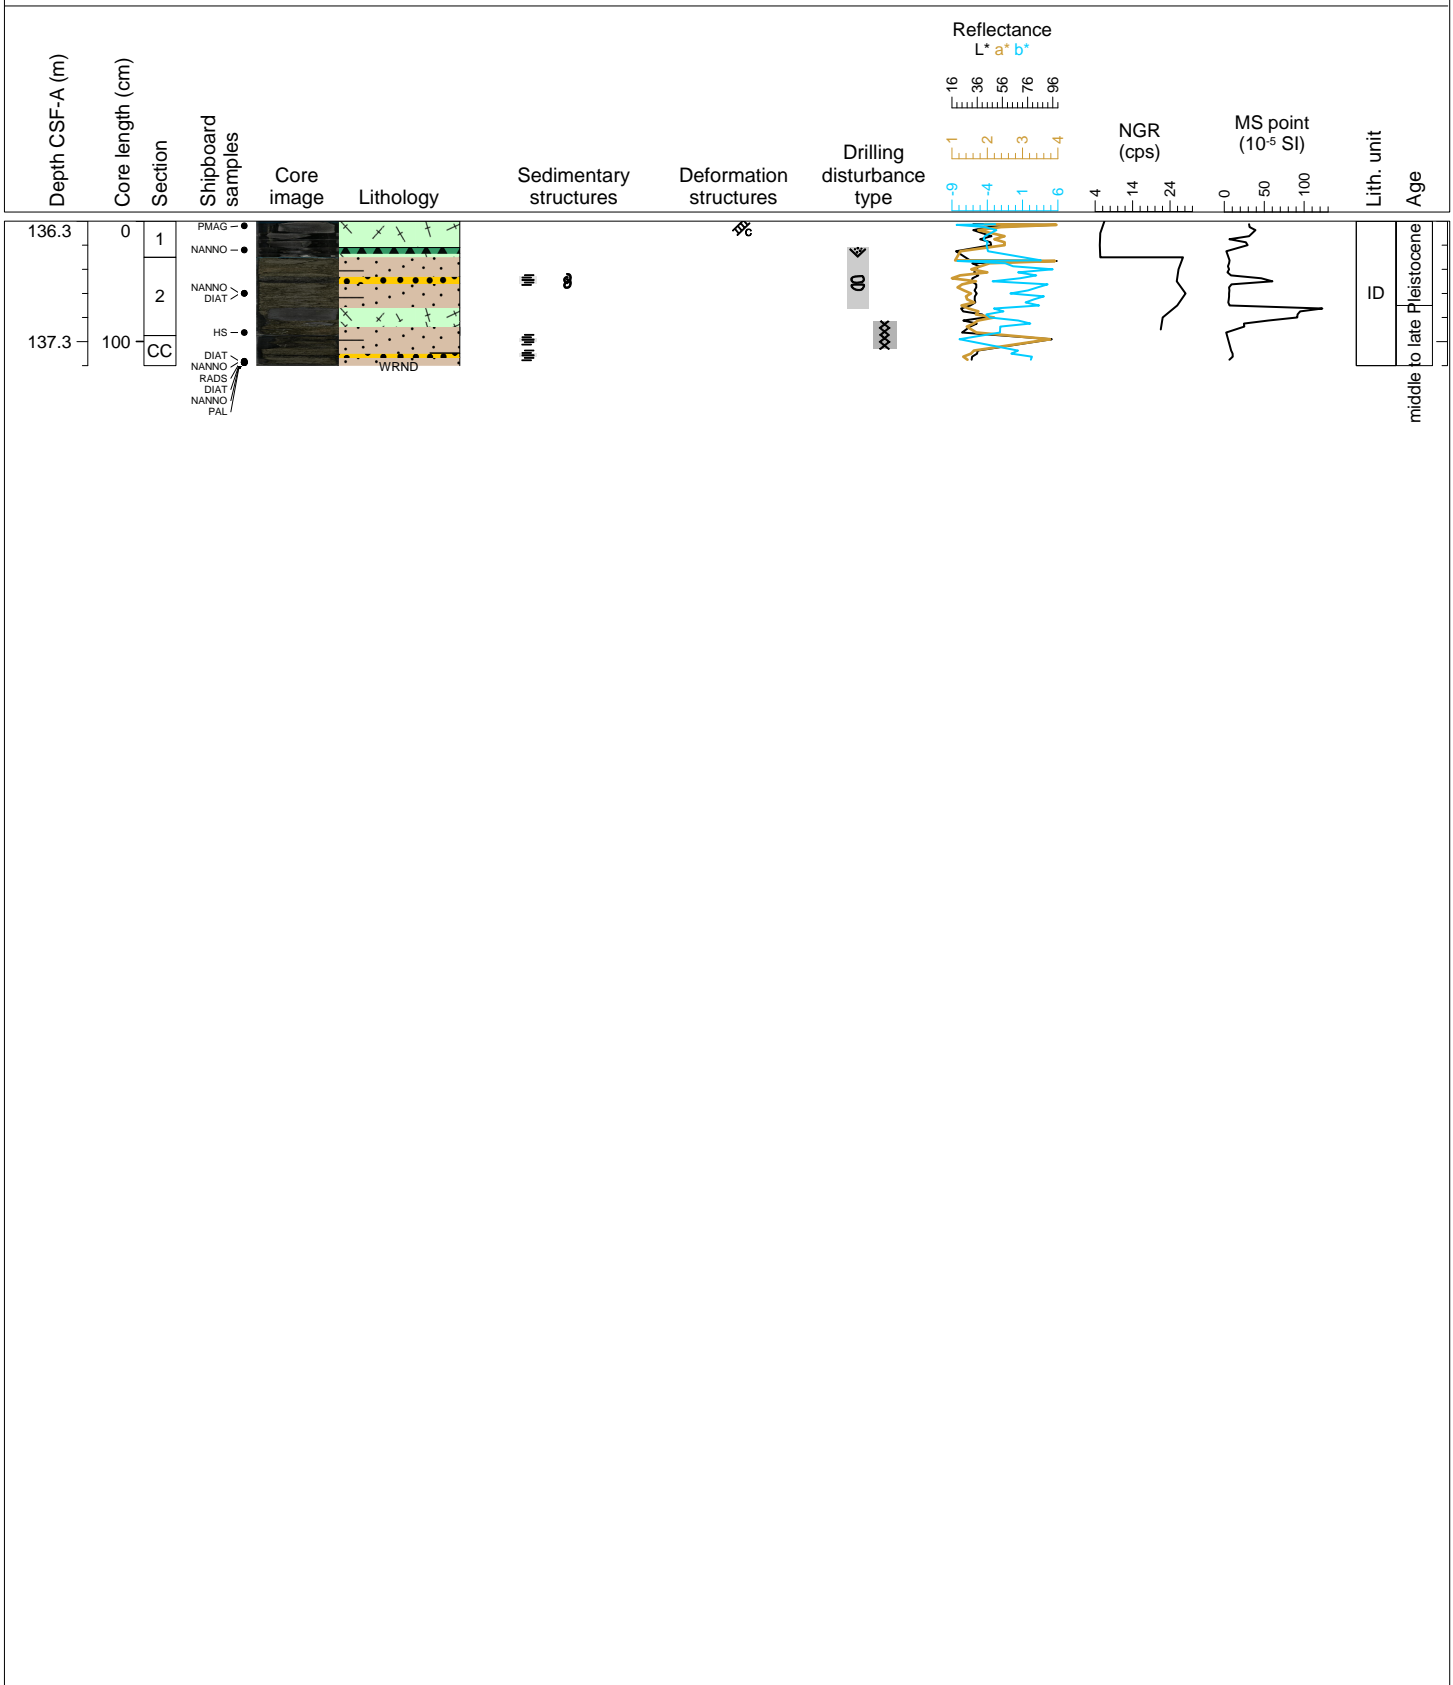 Depth CSF-A (m)
Core length (cm)
Section
Shipboard
samples
Core
image
Lithology
Sedimentary
structures
Deformation
structures
Drilling
disturbance
type
Reflectance
L* a* b*
16 36 56 76 96
1 2 3 4
-9 -4 1 6
NGR
(cps)
4 14 24
MS point
(10-5 SI)
0 50 100
Lith. unit
Age
136.3
137.3
0
100
1
2
CC
PMAG
NANNO
NANNO
DIAT
HS
DIAT
NANNO
RADS
DIAT
NANNO
PAL
WRND
c
ID
middle to late Pleistocene